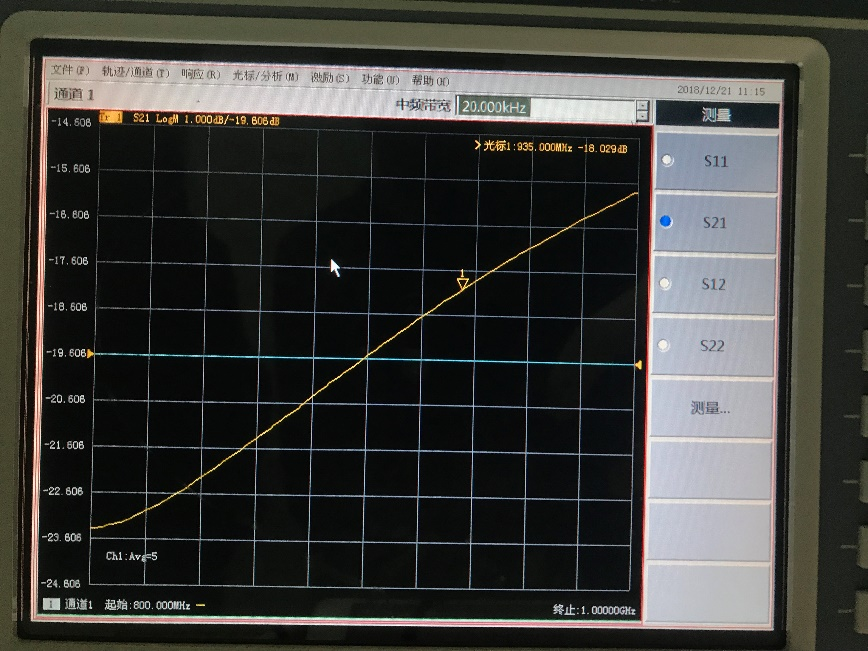 文件(F) 轨迹/通道(T) 响应(R) 光标/分析(M) 激励(S) 功能(U) 帮助(H)
2018/12/21 11:15
通道 1
中频带宽 20.000kHz
测量
Tr 1 S21 LogM 1.000dB/-19.606dB
>光标1:935.000MHz -18.029dB
1
-14.606
-15.606
-16.606
-17.606
-18.606
-19.606
-20.606
-21.606
-22.606
-23.606
-24.606
Ch1:Avg=5
1 通道1 起始:800.000MHz
终止:1.00000GHz
S11
S21
S12
S22
测量...